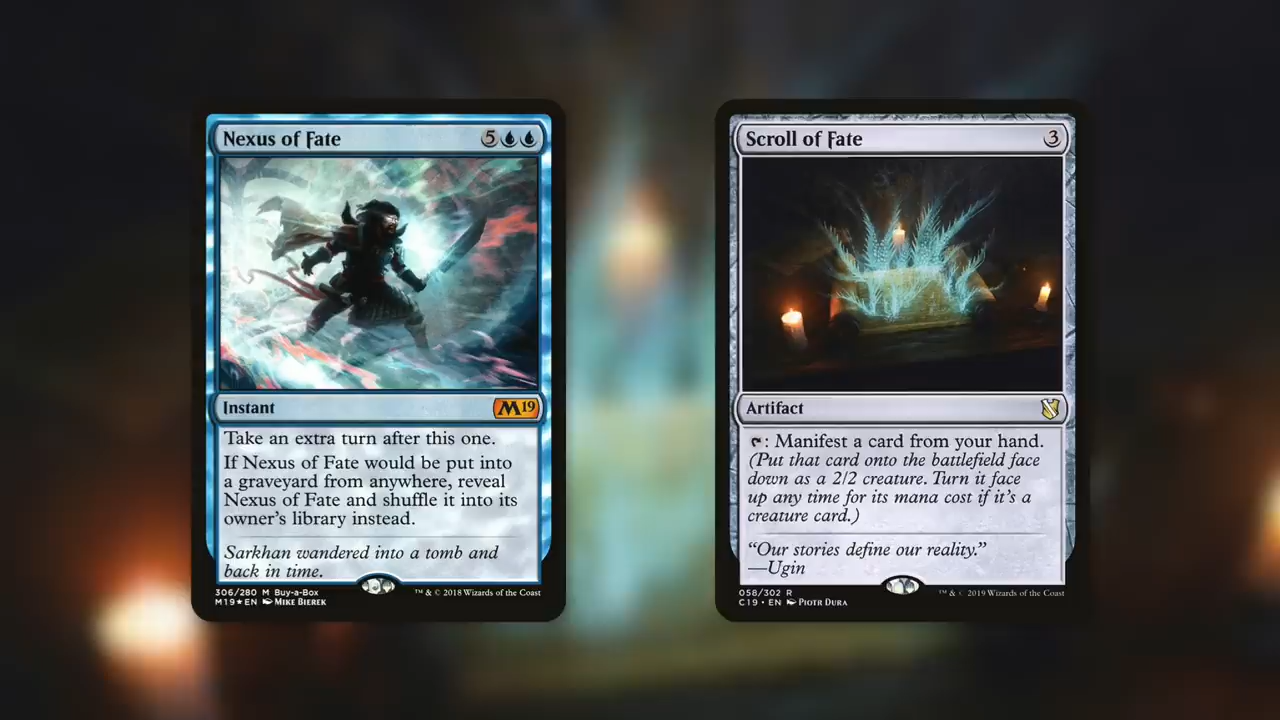 Nexus of Fate 5
Instant M19
Take an extra turn after this one.
If Nexus of Fate would be put into
a graveyard from anywhere, reveal
Nexus of Fate and shuffle it into its
owner's library instead.
Sarkhan wandered into a tomb and
back in time.
306/280 M Buy-a-Box
M19★EN Mike Bierek
™ & © 2018 Wizards of the Coast
Scroll of Fate 3
Artifact
: Manifest a card from your hand.
(Put that card onto the battlefield face
down as a 2/2 creature. Turn it face
up any time for its mana cost if it's a
creature card.)
"Our stories define our reality."
—Ugin
058/302 R
C19 • EN Piotr Dura
™ & © 2019 Wizards of the Coast